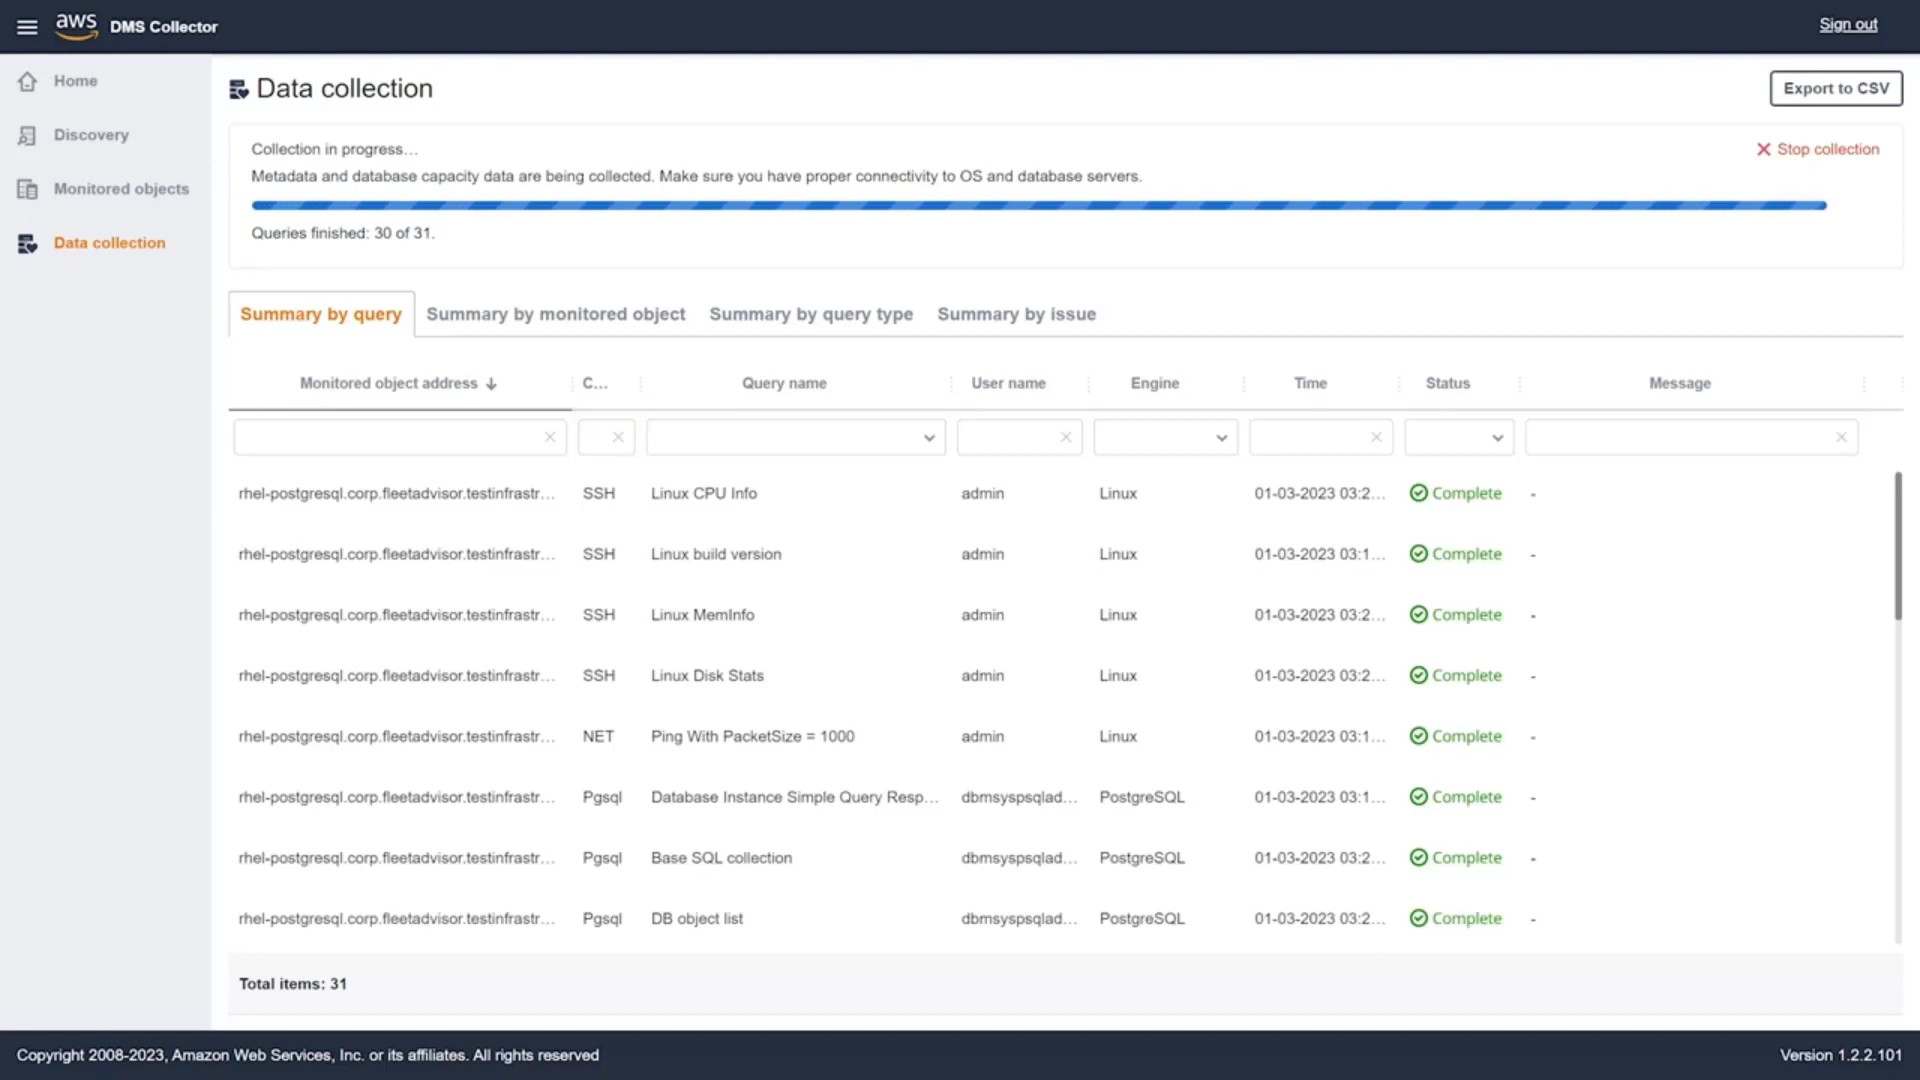 aws DMS Collector
Sign out
Home
Discovery
Monitored objects
Data collection
Data collection
Export to CSV
Collection in progress…
Stop collection
Metadata and database capacity data are being collected. Make sure you have proper connectivity to OS and database servers.
Queries finished: 30 of 31.
Summary by query Summary by monitored object Summary by query type Summary by issue
Monitored object address C... Query name User name Engine Time Status Message
rhel-postgresql.corp.fleetadvisor.testinfrastr... SSH Linux CPU Info admin Linux 01-03-2023 03:2... Complete -
rhel-postgresql.corp.fleetadvisor.testinfrastr... SSH Linux build version admin Linux 01-03-2023 03:1... Complete -
rhel-postgresql.corp.fleetadvisor.testinfrastr... SSH Linux MemInfo admin Linux 01-03-2023 03:2... Complete -
rhel-postgresql.corp.fleetadvisor.testinfrastr... SSH Linux Disk Stats admin Linux 01-03-2023 03:2... Complete -
rhel-postgresql.corp.fleetadvisor.testinfrastr... NET Ping With PacketSize = 1000 admin Linux 01-03-2023 03:1... Complete -
rhel-postgresql.corp.fleetadvisor.testinfrastr... Pgsql Database Instance Simple Query Resp... dbmsyspsqlad... PostgreSQL 01-03-2023 03:1... Complete -
rhel-postgresql.corp.fleetadvisor.testinfrastr... Pgsql Base SQL collection dbmsyspsqlad... PostgreSQL 01-03-2023 03:2... Complete -
rhel-postgresql.corp.fleetadvisor.testinfrastr... Pgsql DB object list dbmsyspsqlad... PostgreSQL 01-03-2023 03:2... Complete -
Total items: 31
Copyright 2008-2023, Amazon Web Services, Inc. or its affiliates. All rights reserved
Version 1.2.2.101